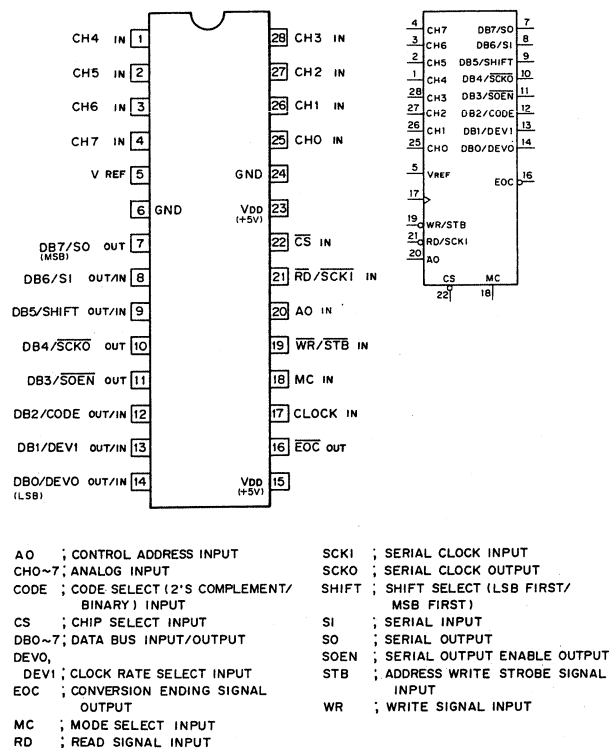 CH4 IN 1
CH5 IN 2
CH6 IN 3
CH7 IN 4
V REF 5
6 GND
DB7/SO OUT 7
(MSB)
DB6/SI OUT/IN 8
DB5/SHIFT OUT/IN 9
DB4/SCKO OUT 10
DB3/SOEN OUT 11
DB2/CODE OUT/IN 12
DB1/DEV1 OUT/IN 13
DB0/DEV0 OUT/IN 14
(LSB)
28 CH3 IN
27 CH2 IN
26 CH1 IN
25 CH0 IN
GND 24
VDD 23
(+5V)
22 CS IN
21 RD/SCKI IN
20 A0 IN
19 WR/STB IN
18 MC IN
17 CLOCK IN
16 EOC OUT
VDD 15
(+5V)
4 CH7 DB7/SO 7
3 CH6 DB6/SI 8
2 CH5 DB5/SHIFT 9
1 CH4 DB4/SCKO 10
28 CH3 DB3/SOEN 11
27 CH2 DB2/CODE 12
26 CH1 DB1/DEV1 13
25 CH0 DB0/DEV0 14
5 VREF
EOC 16
17
19 WR/STB
21 RD/SCKI
20 A0
CS MC
22 18
A0 ; CONTROL ADDRESS INPUT
CH0~7; ANALOG INPUT
CODE ; CODE SELECT (2'S COMPLEMENT/
BINARY) INPUT
CS ; CHIP SELECT INPUT
DB0~7; DATA BUS INPUT/OUTPUT
DEV0,
DEV1; CLOCK RATE SELECT INPUT
EOC ; CONVERSION ENDING SIGNAL
OUTPUT
MC ; MODE SELECT INPUT
RD ; READ SIGNAL INPUT
SCKI ; SERIAL CLOCK INPUT
SCKO ; SERIAL CLOCK OUTPUT
SHIFT ; SHIFT SELECT (LSB FIRST/
MSB FIRST)
SI ; SERIAL INPUT
SO ; SERIAL OUTPUT
SOEN ; SERIAL OUTPUT ENABLE OUTPUT
STB ; ADDRESS WRITE STROBE SIGNAL
INPUT
WR ; WRITE SIGNAL INPUT